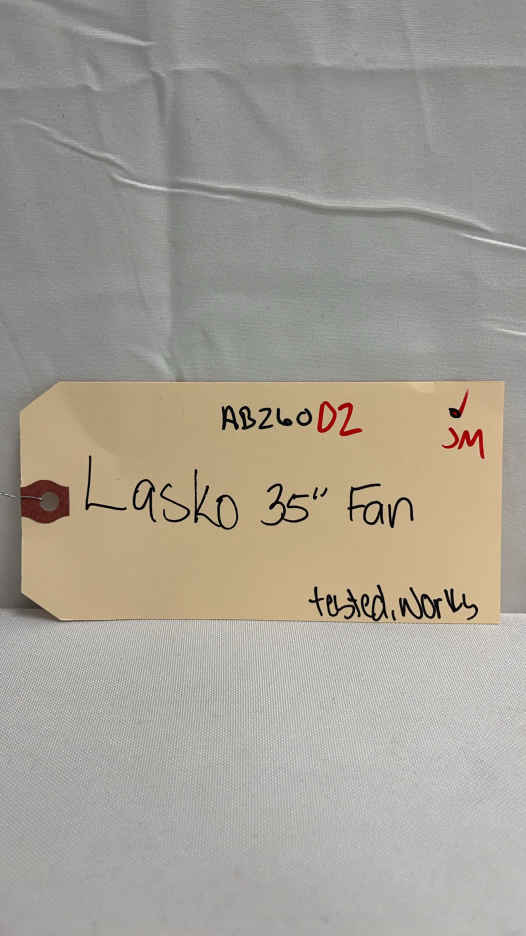 AB260D2
JM
Lasko 35" Fan
tested, works